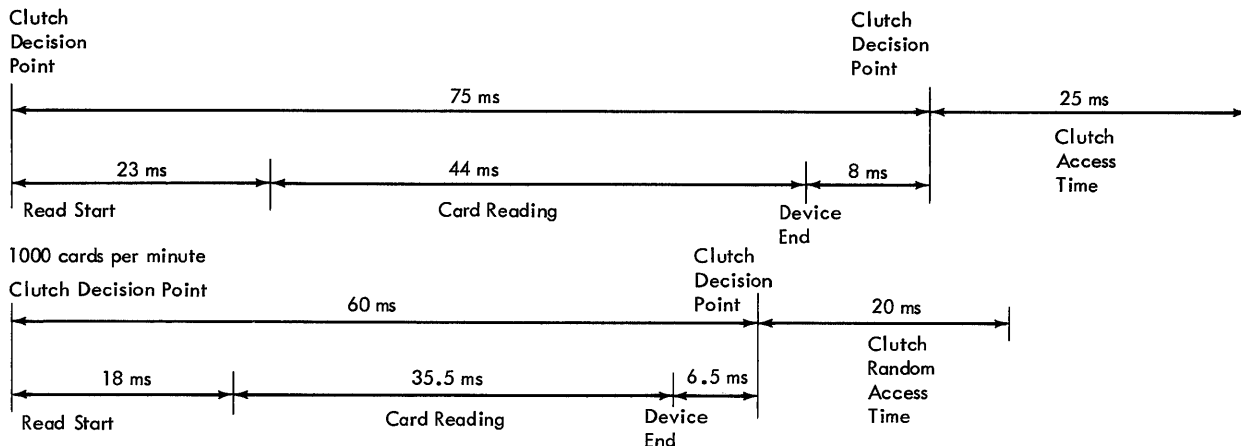 Clutch
Decision
Point
Clutch
Decision
Point
75 ms
25 ms
Clutch
Access
Time
23 ms
44 ms
8 ms
Read Start
Card Reading
Device
End
1000 cards per minute
Clutch Decision Point
Clutch
Decision
Point
60 ms
20 ms
Clutch
Random
Access
Time
18 ms
35.5 ms
6.5 ms
Read Start
Card Reading
Device
End